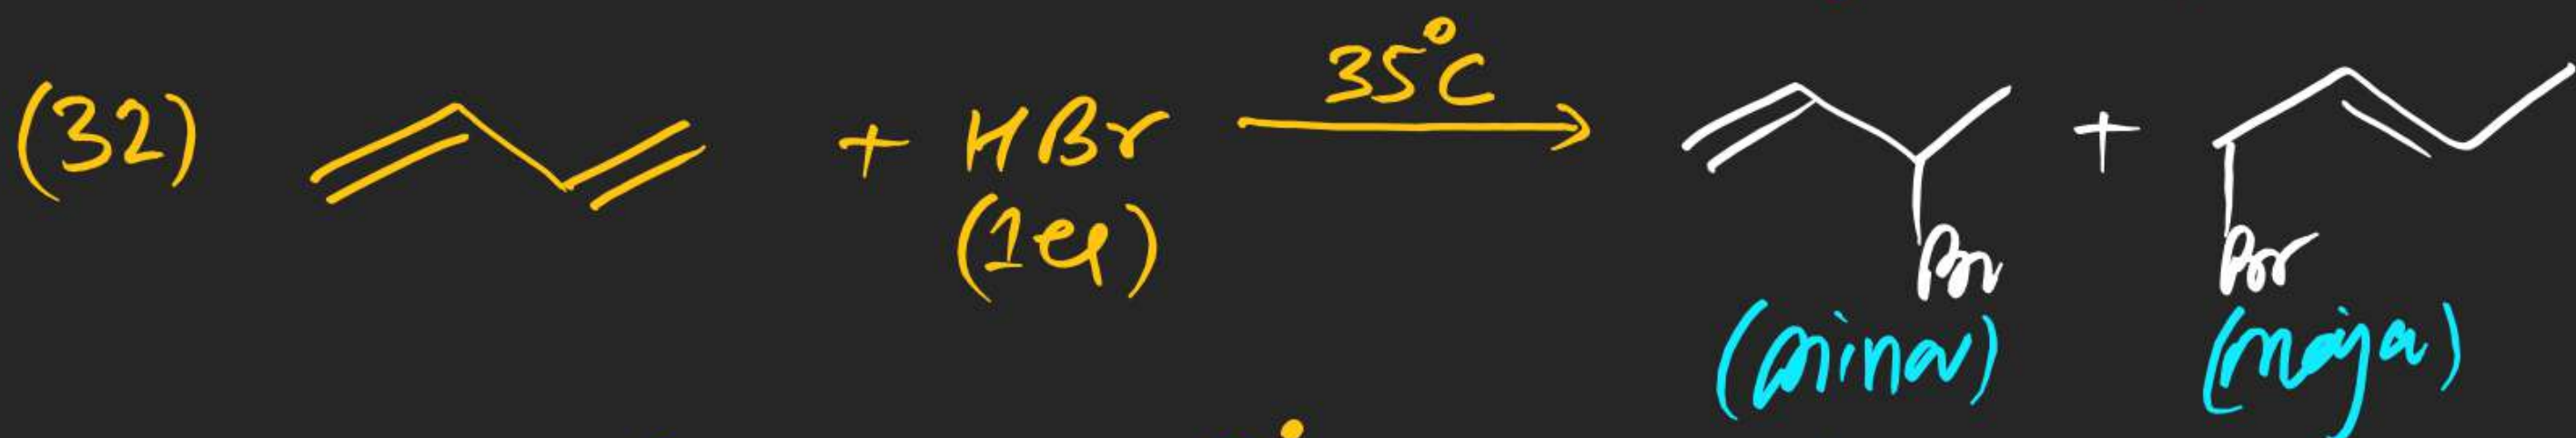 (32) + HBr 35°C +
(1eq)
Br Br
(minor) (major)